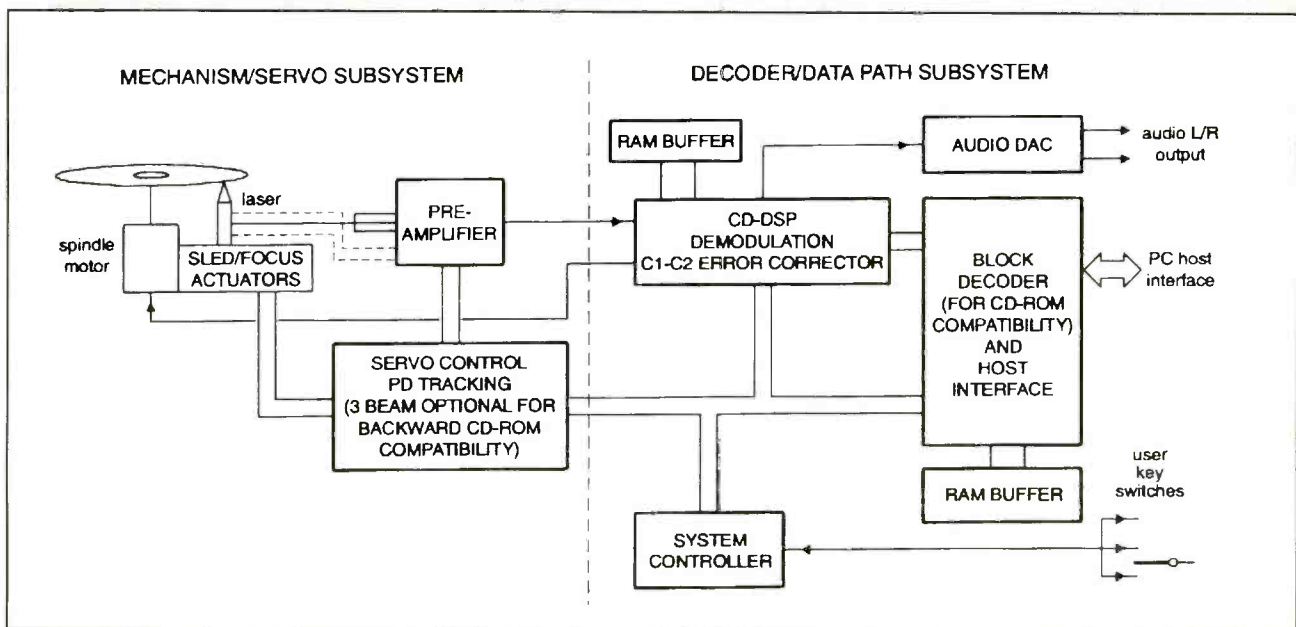 MECHANISM/SERVO SUBSYSTEM
DECODER/DATA PATH SUBSYSTEM
RAM BUFFER
AUDIO DAC
audio L/R
output
laser
PRE-
AMPLIFIER
CD-DSP
DEMODULATION
C1-C2 ERROR CORRECTOR
spindle
motor
SLED/FOCUS
ACTUATORS
BLOCK
DECODER
(FOR CD-ROM
COMPATIBILITY)
AND
HOST
INTERFACE
PC host
interface
SERVO CONTROL
PD TRACKING
(3 BEAM OPTIONAL FOR
BACKWARD CD-ROM
COMPATIBILITY)
RAM BUFFER
user
key
switches
SYSTEM
CONTROLLER